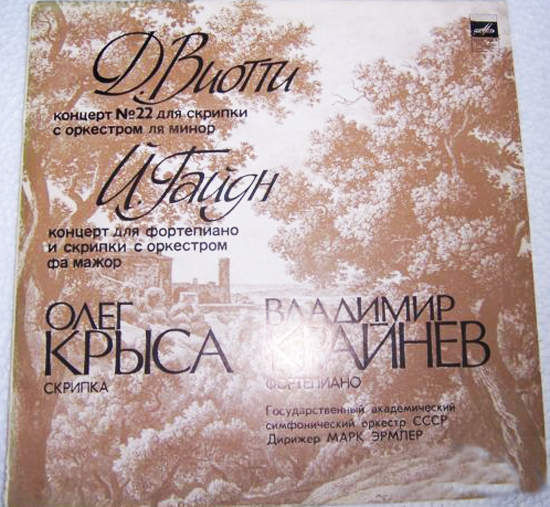 Д. Виотти
концерт №22 для скрипки
с оркестром ля минор
Й. Гайдн
концерт для фортепиано
и скрипки с оркестром
фа мажор
ОЛЕГ
КРЫСА
СКРИПКА
ВЛАДИМИР
КРАЙНЕВ
ФОРТЕПИАНО
Государственный академический
симфонический оркестр СССР
Дирижер МАРК ЭРМЛЕР